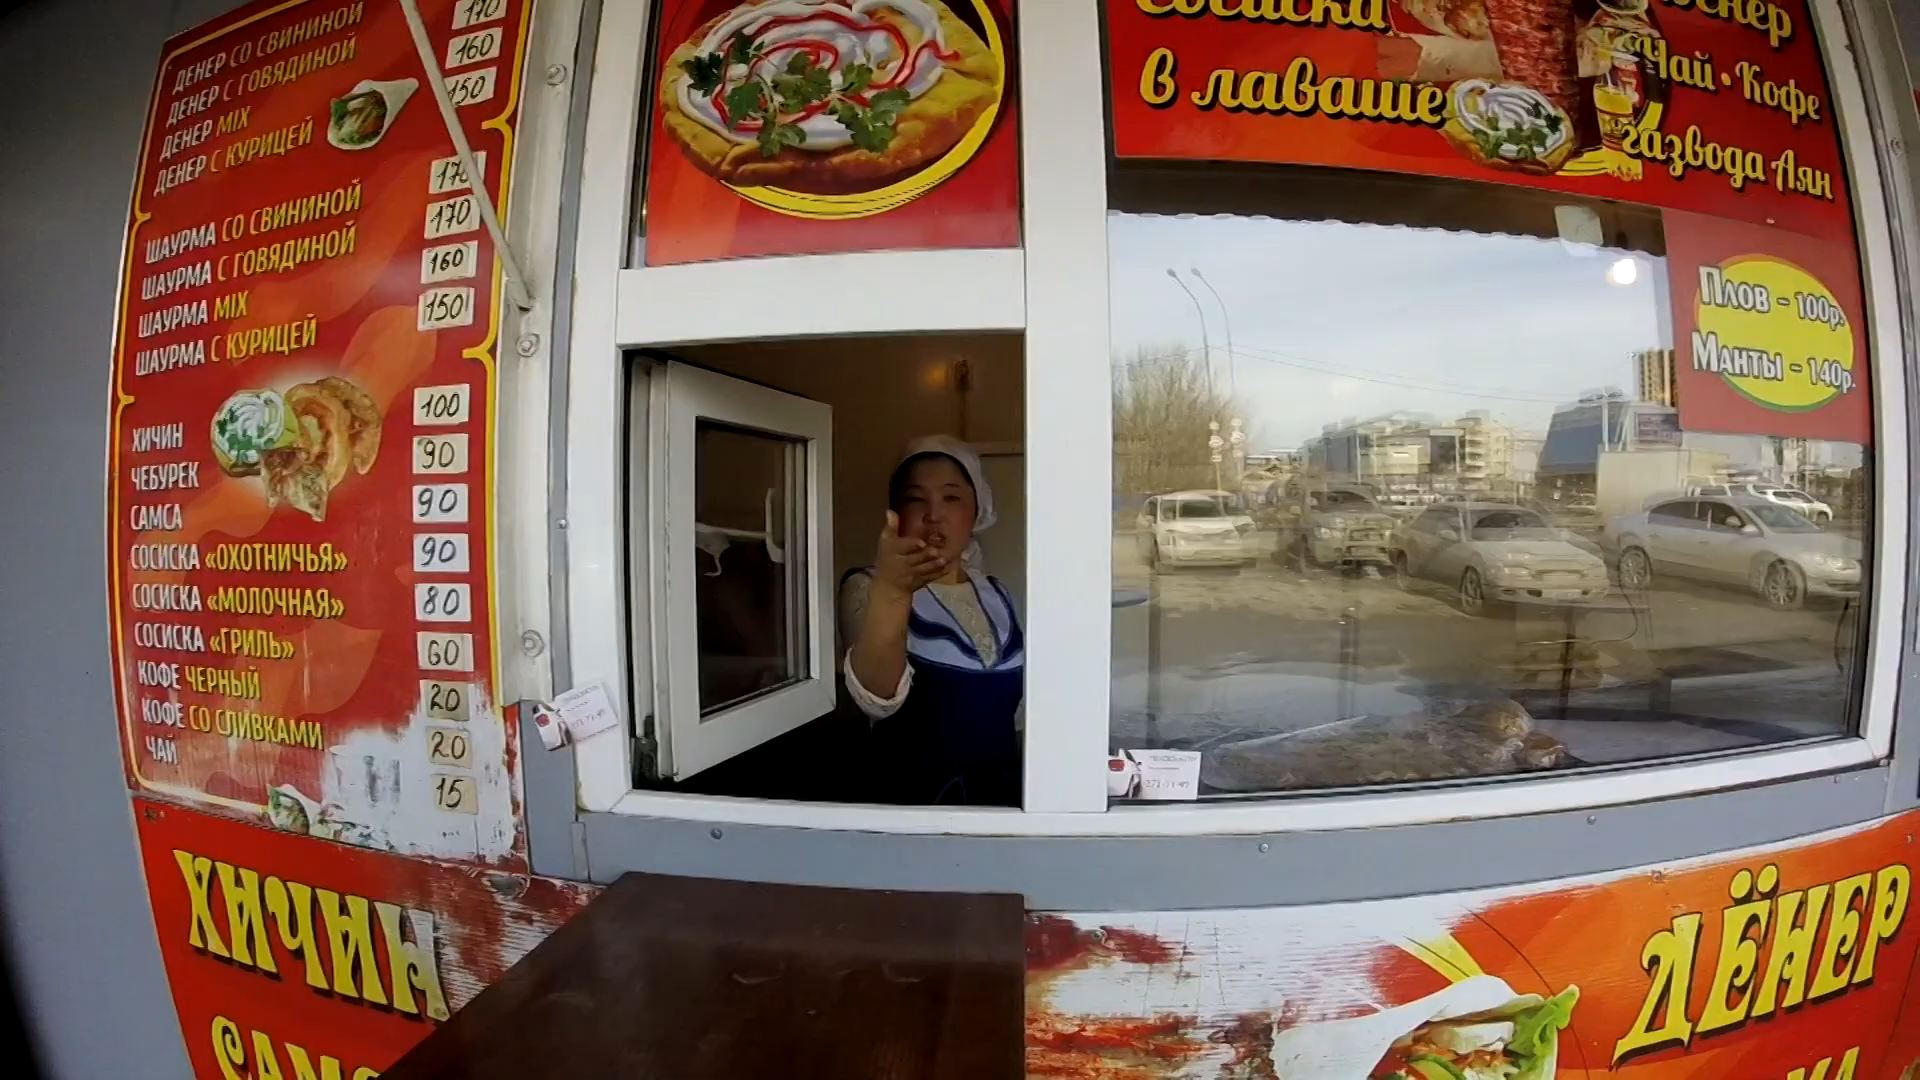 ДЕНЕР СО СВИНИНОЙ 170
ДЕНЕР С ГОВЯДИНОЙ 160
ДЕНЕР MIX 150
ДЕНЕР С КУРИЦЕЙ
ШАУРМА СО СВИНИНОЙ 170
ШАУРМА С ГОВЯДИНОЙ 170
ШАУРМА MIX 160
ШАУРМА С КУРИЦЕЙ 150
ХИЧИН 100
ЧЕБУРЕК 90
САМСА 90
СОСИСКА «ОХОТНИЧЬЯ» 90
СОСИСКА «МОЛОЧНАЯ» 80
СОСИСКА «ГРИЛЬ» 60
КОФЕ ЧЕРНЫЙ 20
КОФЕ СО СЛИВКАМИ 20
ЧАЙ 15
ХИЧИН
Сосиска
в лаваше
Чай • Кофе
газвода Аян
Плов - 100р.
Манты - 140р.
ДЁНЕР